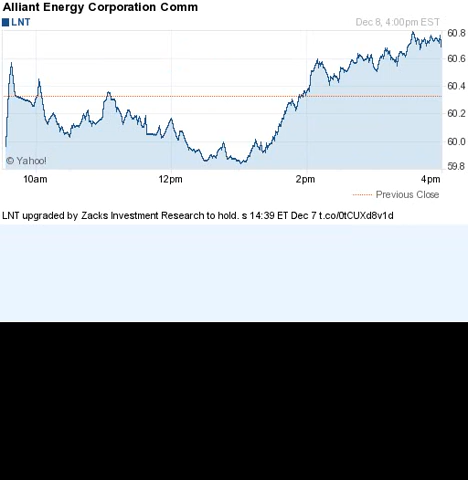 Alliant Energy Corporation Comm
LNT Dec 8, 4:00pm EST
60.8
60.6
60.4
60.2
60.0
59.8
© Yahoo!
10am 12pm 2pm 4pm
Previous Close
LNT upgraded by Zacks Investment Research to hold. s 14:39 ET Dec 7 t.co/0tCUXd8v1d